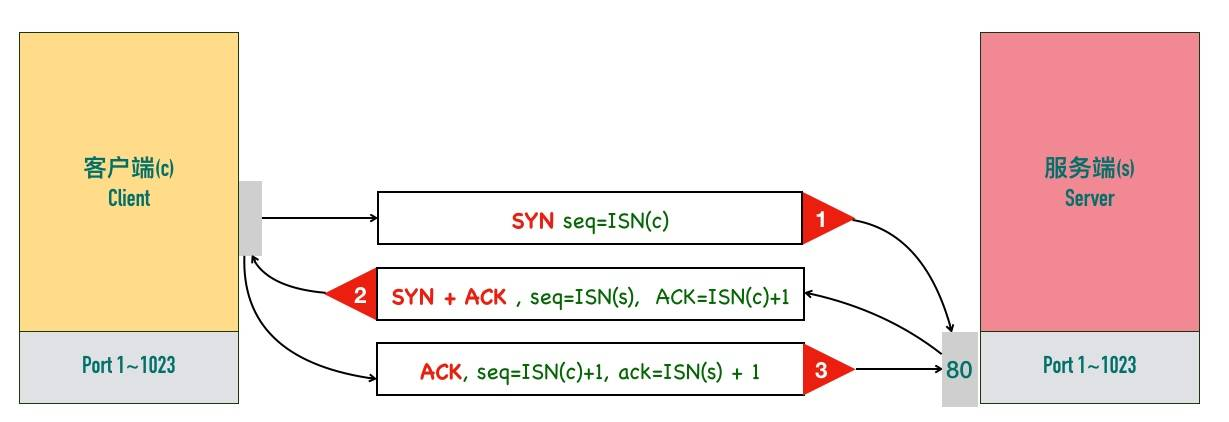 客户端(c)
Client
服务端(s)
Server
SYN seq=ISN(c)
1
2
SYN + ACK , seq=ISN(s), ACK=ISN(c)+1
ACK, seq=ISN(c)+1, ack=ISN(s) + 1
3
80
Port 1~1023
Port 1~1023